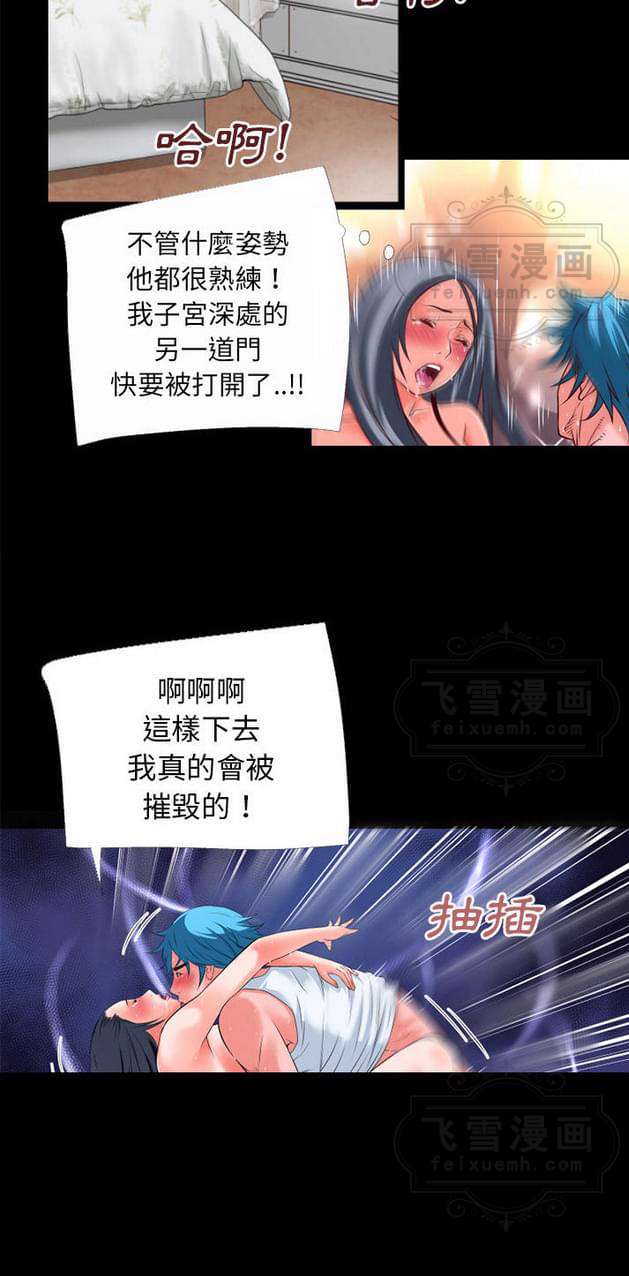 哈啊!
飞雪漫画
feixuemh.com
不管什麼姿勢
他都很熟練！
我子宮深處的
另一道門
快要被打開了..!!
飞雪漫画
feixuemh.com
啊啊啊
這樣下去
我真的會被
摧毀的！
抽插
飞雪漫画
feixuemh.com